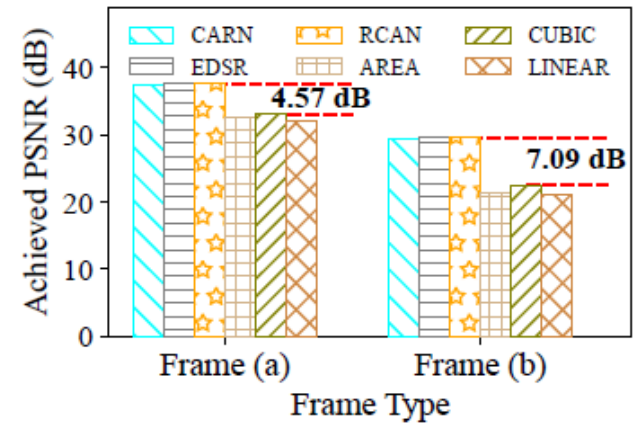 CARN RCAN CUBIC
EDSR AREA LINEAR
Achieved PSNR (dB)
40
30
20
10
0
4.57 dB
7.09 dB
Frame (a) Frame (b)
Frame Type